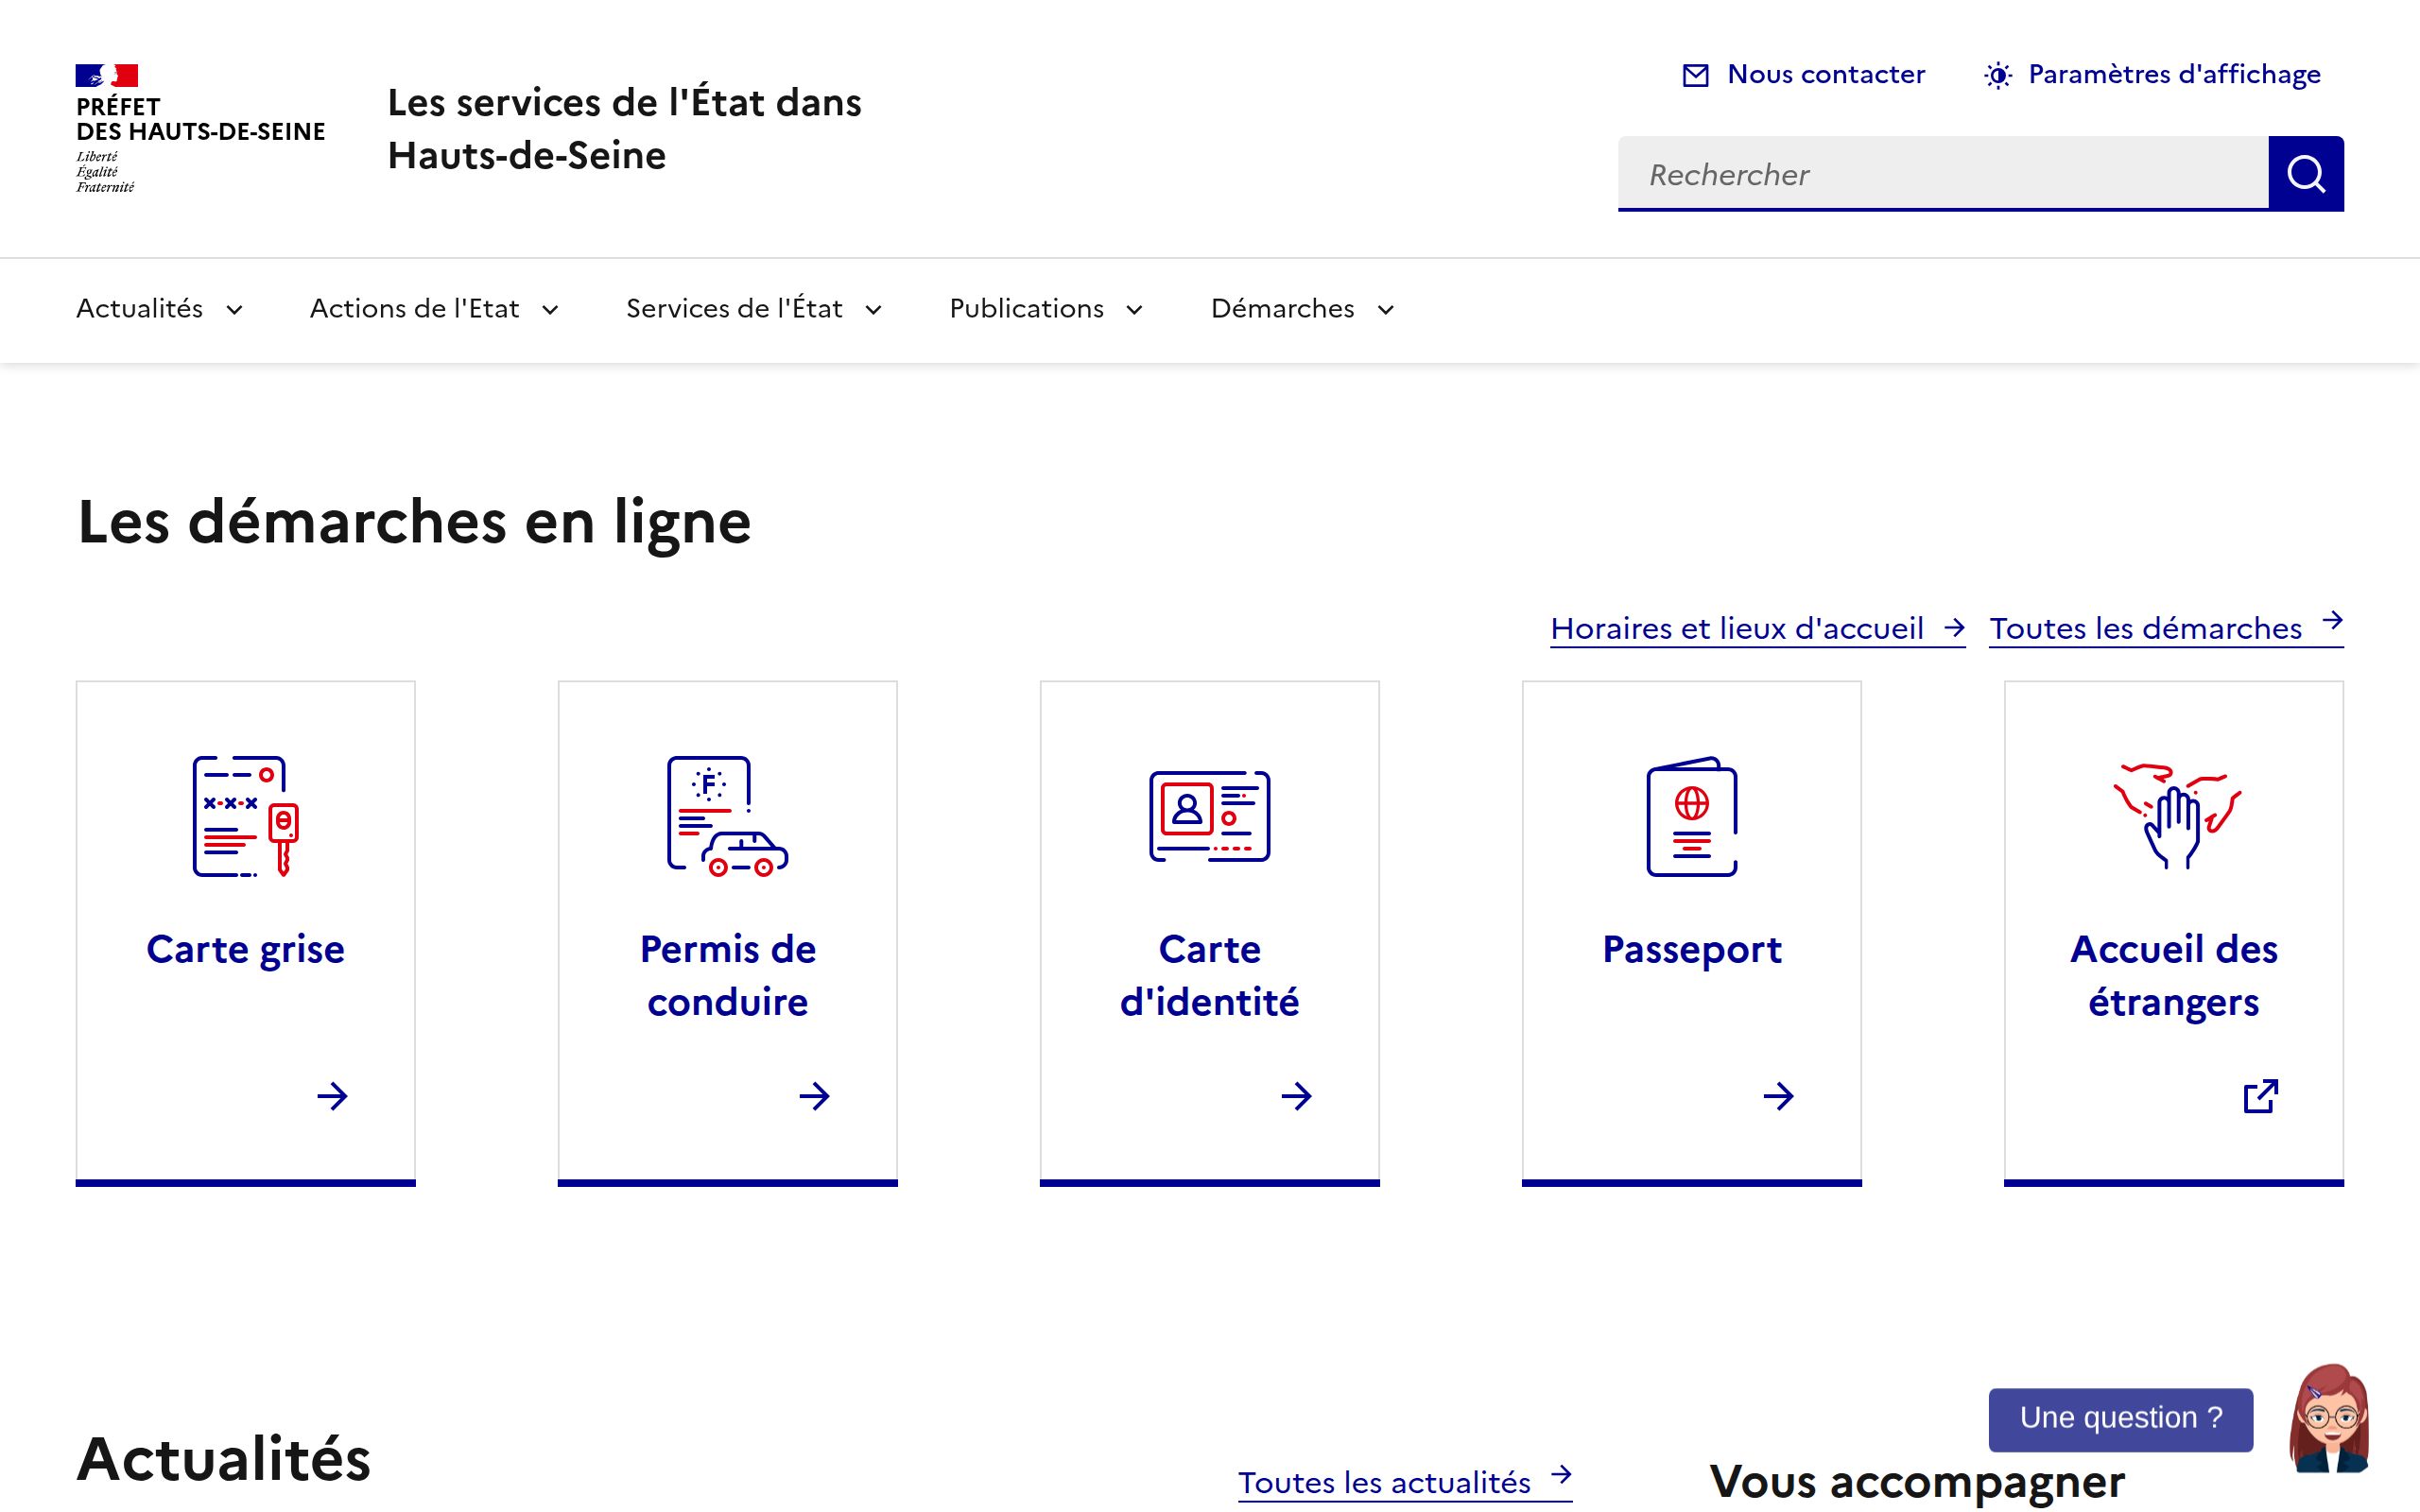 PRÉFET
DES HAUTS-DE-SEINE
Liberté
Égalité
Fraternité
Les services de l'État dans
Hauts-de-Seine
Nous contacter
Paramètres d'affichage
Rechercher
Actualités
Actions de l'Etat
Services de l'État
Publications
Démarches
Les démarches en ligne
Horaires et lieux d'accueil
Toutes les démarches
Carte grise
Permis de
conduire
Carte
d'identité
Passeport
Accueil des
étrangers
Actualités
Toutes les actualités
Une question ?
Vous accompagner